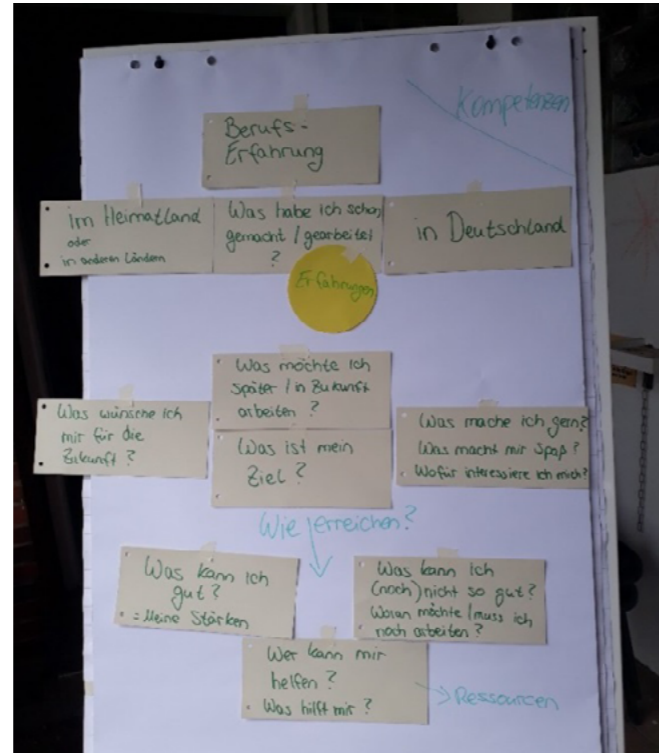 Kompetenzen
Berufs-
Erfahrung
im Heimatland
oder
in anderen Ländern
Was habe ich schon
gemacht / gearbeitet
?
in Deutschland
Erfahrungen
Was möchte ich
später / in Zukunft
arbeiten ?
Was wünsche ich
mir für die
Zukunft ?
Was ist mein
Ziel ?
Was mache ich gern?
Was macht mir Spaß ?
Wofür interessiere ich mich?
Wie erreichen?
Was kann ich
gut ?
= Meine Stärken
Was kann ich
(noch) nicht so gut ?
Woran möchte / muss ich
noch arbeiten ?
Wer kann mir
helfen ?
Was hilft mir ?
Ressourcen